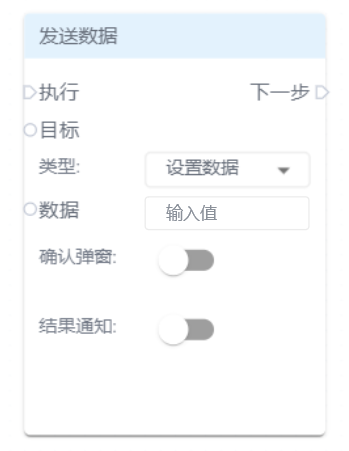 发送数据
执行 下一步
目标
类型: 设置数据
数据 输入值
确认弹窗:
结果通知: